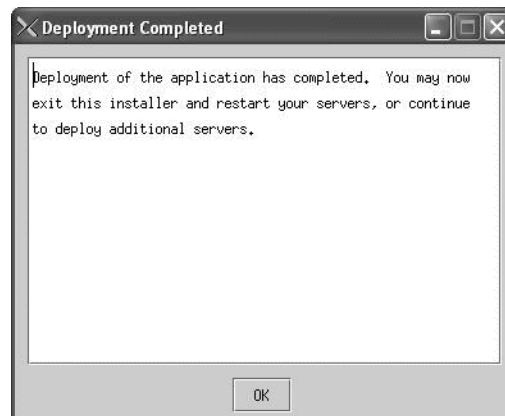 Deployment Completed
Deployment of the application has completed. You may now
exit this installer and restart your servers, or continue
to deploy additional servers.
OK